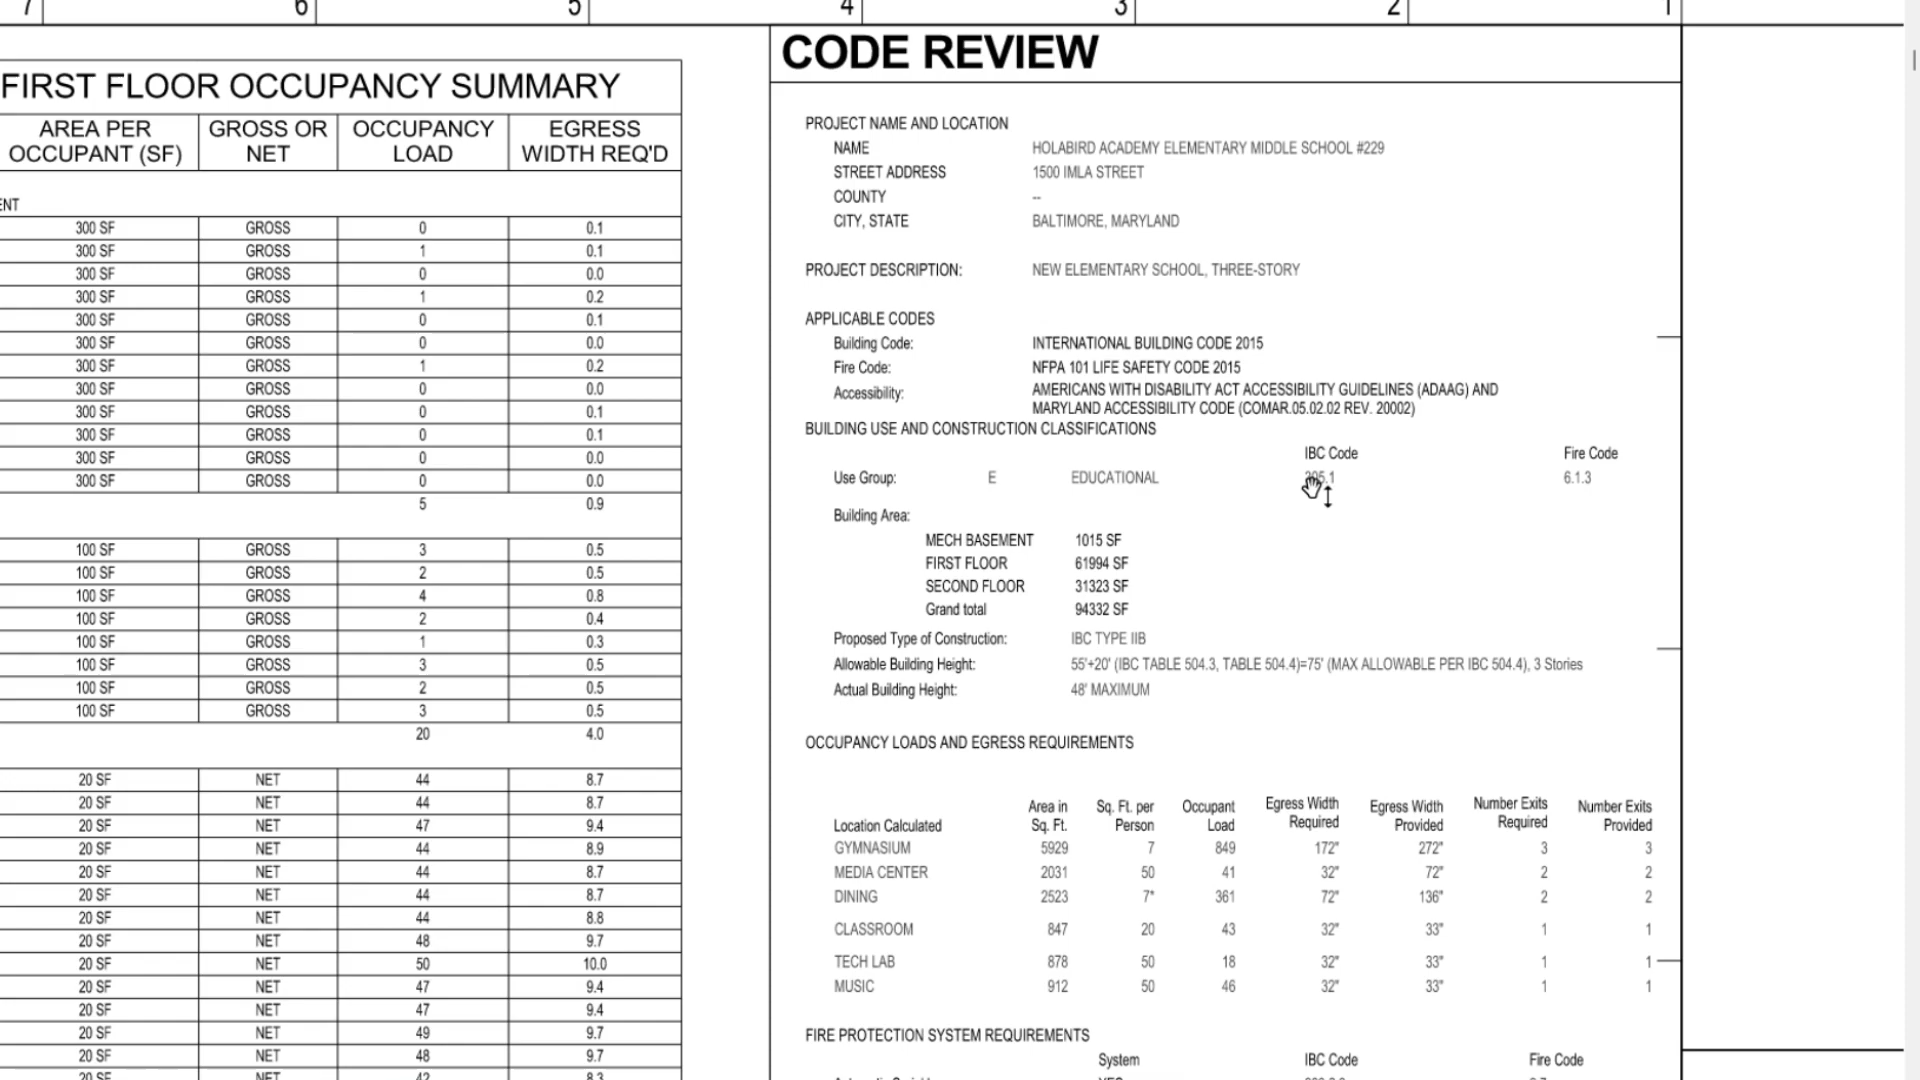 7 6 5 4 3 2 1
FIRST FLOOR OCCUPANCY SUMMARY
AREA PER OCCUPANT (SF) GROSS OR NET OCCUPANCY LOAD EGRESS WIDTH REQ'D
ENT
300 SF GROSS 0 0.1
300 SF GROSS 1 0.1
300 SF GROSS 0 0.0
300 SF GROSS 1 0.2
300 SF GROSS 0 0.1
300 SF GROSS 0 0.0
300 SF GROSS 1 0.2
300 SF GROSS 0 0.0
300 SF GROSS 0 0.1
300 SF GROSS 0 0.1
300 SF GROSS 0 0.0
300 SF GROSS 0 0.0
5 0.9
100 SF GROSS 3 0.5
100 SF GROSS 2 0.5
100 SF GROSS 4 0.8
100 SF GROSS 2 0.4
100 SF GROSS 1 0.3
100 SF GROSS 3 0.5
100 SF GROSS 2 0.5
100 SF GROSS 3 0.5
20 4.0
20 SF NET 44 8.7
20 SF NET 44 8.7
20 SF NET 47 9.4
20 SF NET 44 8.9
20 SF NET 44 8.7
20 SF NET 44 8.7
20 SF NET 44 8.8
20 SF NET 48 9.7
20 SF NET 50 10.0
20 SF NET 47 9.4
20 SF NET 47 9.4
20 SF NET 49 9.7
20 SF NET 48 9.7
20 SF NET 42 8.3
CODE REVIEW
PROJECT NAME AND LOCATION
NAME HOLABIRD ACADEMY ELEMENTARY MIDDLE SCHOOL #229
STREET ADDRESS 1500 IMLA STREET
COUNTY --
CITY, STATE BALTIMORE, MARYLAND
PROJECT DESCRIPTION: NEW ELEMENTARY SCHOOL, THREE-STORY
APPLICABLE CODES
Building Code: INTERNATIONAL BUILDING CODE 2015
Fire Code: NFPA 101 LIFE SAFETY CODE 2015
Accessibility: AMERICANS WITH DISABILITY ACT ACCESSIBILITY GUIDELINES (ADAAG) AND
MARYLAND ACCESSIBILITY CODE (COMAR.05.02.02 REV. 20002)
BUILDING USE AND CONSTRUCTION CLASSIFICATIONS
IBC Code Fire Code
Use Group: E EDUCATIONAL 6.1.3
Building Area:
MECH BASEMENT 1015 SF
FIRST FLOOR 61994 SF
SECOND FLOOR 31323 SF
Grand total 94332 SF
Proposed Type of Construction: IBC TYPE IIB
Allowable Building Height: 55'+20' (IBC TABLE 504.3, TABLE 504.4)=75' (MAX ALLOWABLE PER IBC 504.4), 3 Stories
Actual Building Height: 48' MAXIMUM
OCCUPANCY LOADS AND EGRESS REQUIREMENTS
Location Calculated Area in Sq. Ft. Sq. Ft. per Person Occupant Load Egress Width Required Egress Width Provided Number Exits Required Number Exits Provided
GYMNASIUM 5929 7 849 172" 272" 3 3
MEDIA CENTER 2031 50 41 32" 72" 2 2
DINING 2523 7* 361 72" 136" 2 2
CLASSROOM 847 20 43 32" 33" 1 1
TECH LAB 878 50 18 32" 33" 1 1
MUSIC 912 50 46 32" 33" 1 1
FIRE PROTECTION SYSTEM REQUIREMENTS
System IBC Code Fire Code